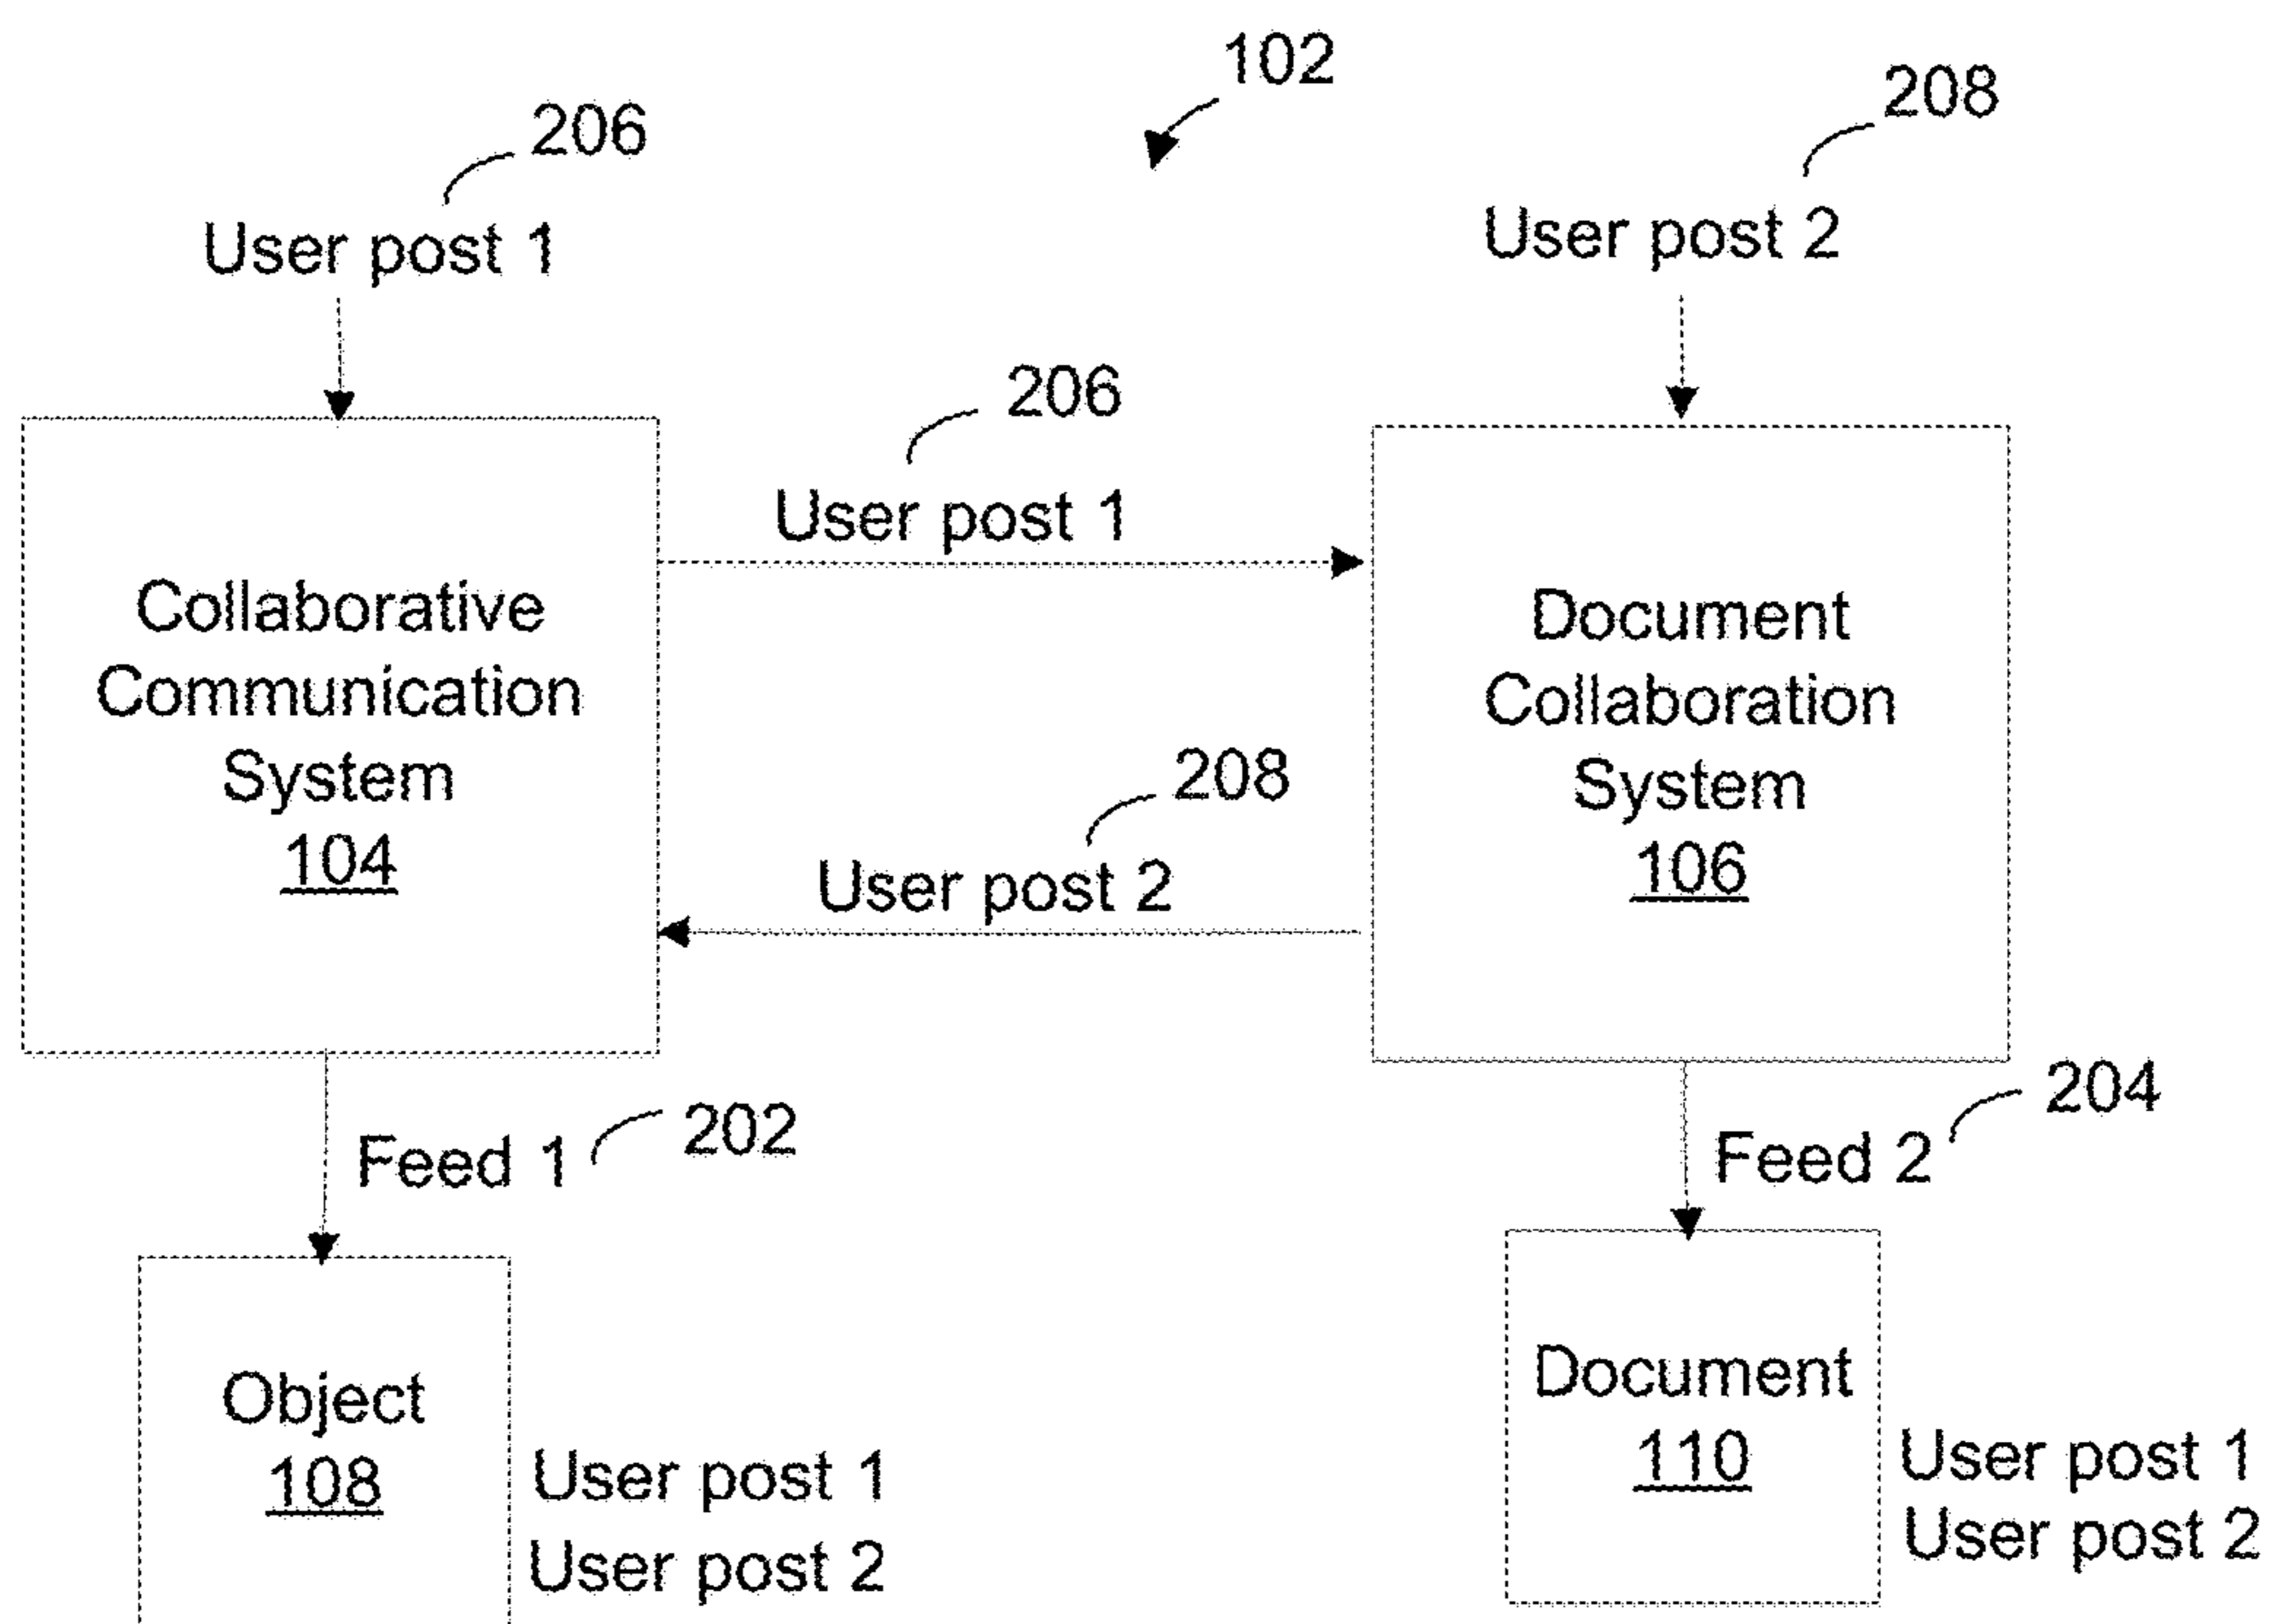 102
206
208
User post 1
User post 2
206
User post 1
Collaborative
Communication
System
104
Document
Collaboration
System
106
208
User post 2
Feed 1
202
Feed 2
204
Object
108
User post 1
User post 2
Document
110
User post 1
User post 2